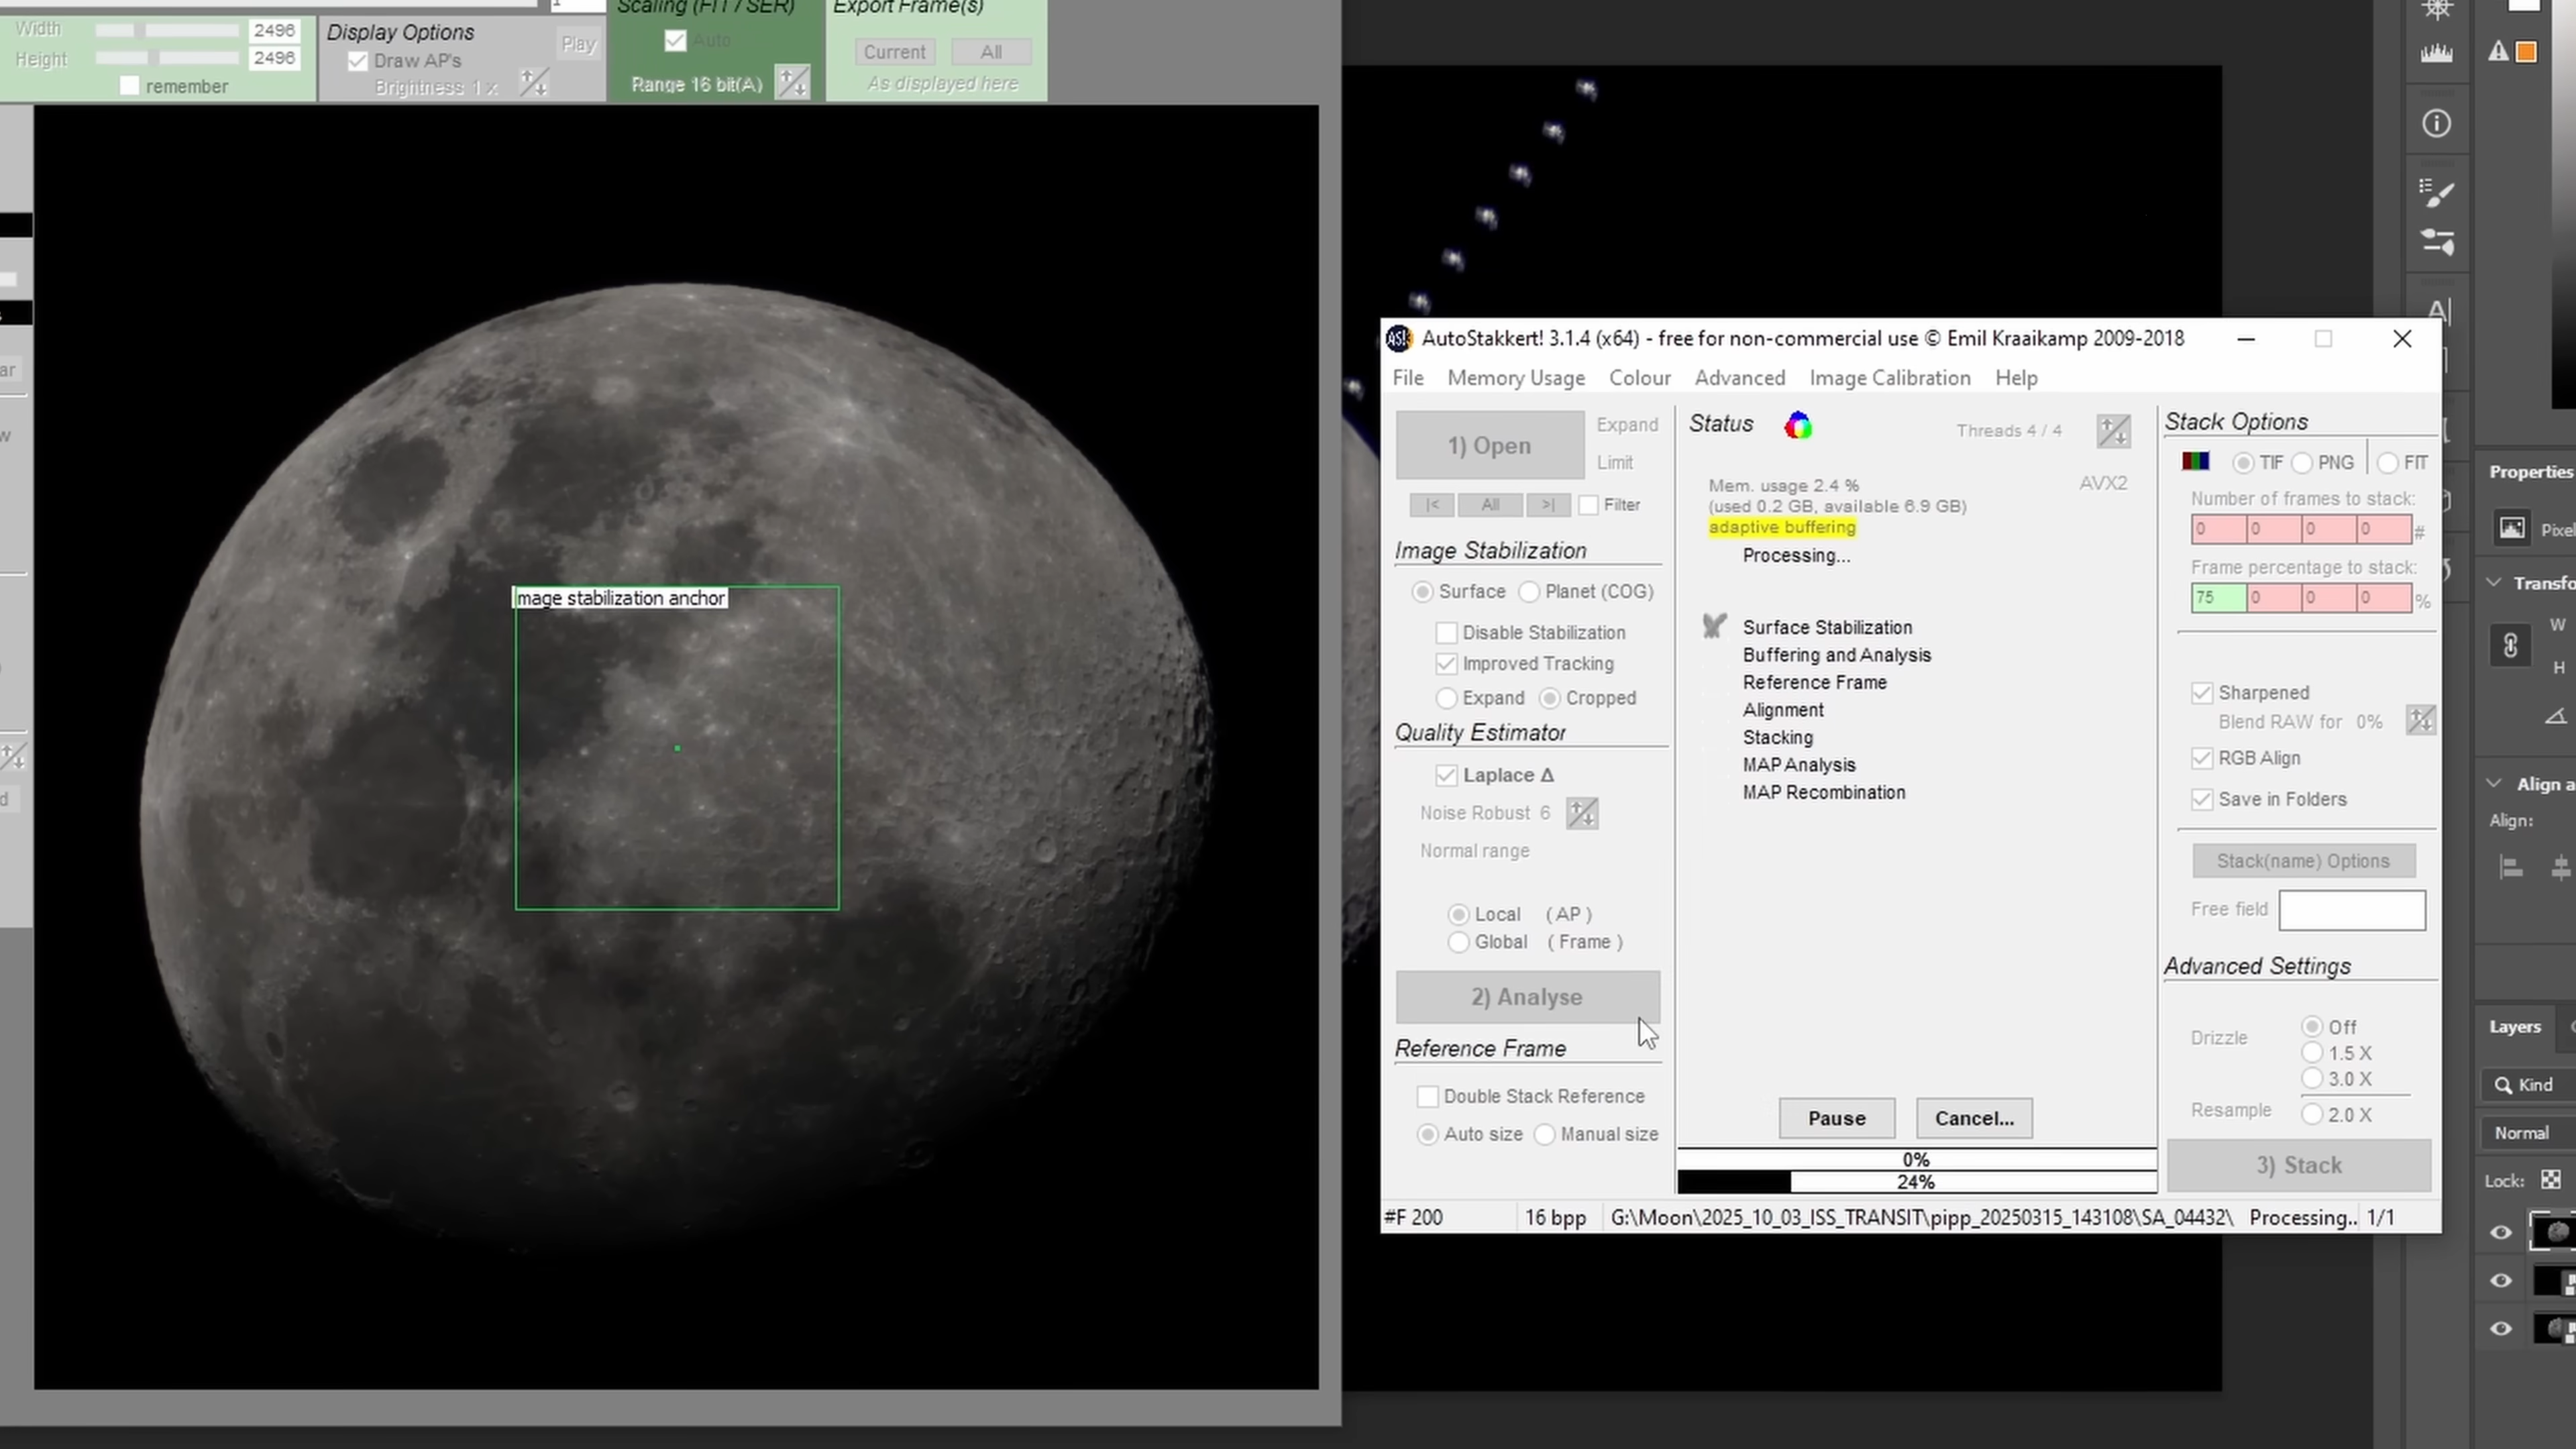 Width 2496
Height 2496
remember
Display Options
Draw AP's
Brightness 1 x
Play
1
Scaling (FIT / SER)
Auto
Range 16 bit(A)
Export Frame(s)
Current All
As displayed here
mage stabilization anchor
AutoStakkert! 3.1.4 (x64) - free for non-commercial use © Emil Kraaikamp 2009-2018
File Memory Usage Colour Advanced Image Calibration Help
1) Open
Expand
Limit
|< All >| Filter
Image Stabilization
Surface Planet (COG)
Disable Stabilization
Improved Tracking
Expand Cropped
Quality Estimator
Laplace Δ
Noise Robust 6
Normal range
Local ( AP )
Global ( Frame )
2) Analyse
Reference Frame
Double Stack Reference
Auto size Manual size
Status
Threads 4 / 4
AVX2
Mem. usage 2.4 %
(used 0.2 GB, available 6.9 GB)
adaptive buffering
Processing...
Surface Stabilization
Buffering and Analysis
Reference Frame
Alignment
Stacking
MAP Analysis
MAP Recombination
Pause Cancel...
0%
24%
Stack Options
TIF PNG FIT
Number of frames to stack:
0 0 0 0 #
Frame percentage to stack:
75 0 0 0 %
Sharpened
Blend RAW for 0%
RGB Align
Save in Folders
Stack(name) Options
Free field
Advanced Settings
Drizzle
Off
1.5 X
3.0 X
Resample 2.0 X
3) Stack
#F 200 16 bpp G:\Moon\2025_10_03_ISS_TRANSIT\pipp_20250315_143108\SA_04432\ Processing.. 1/1
Properties
Pixel
Transfo
W
H
Align a
Align:
Layers
Kind
Normal
Lock: